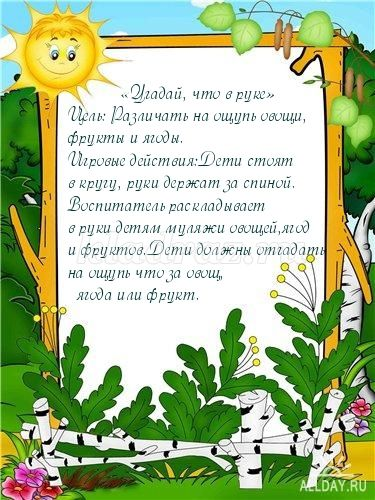 «Угадай, что в руке»
Цель: Различать на ощупь овощи,
фрукты и ягоды.
Игровые действия:Дети стоят
в кругу, руки держат за спиной.
Воспитатель раскладывает
в руки детям муляжи овощей,ягод
и фруктов.Дети должны отгадать
на ощупь что за овощ,
ягода или фрукт.
ALLDAY.RU